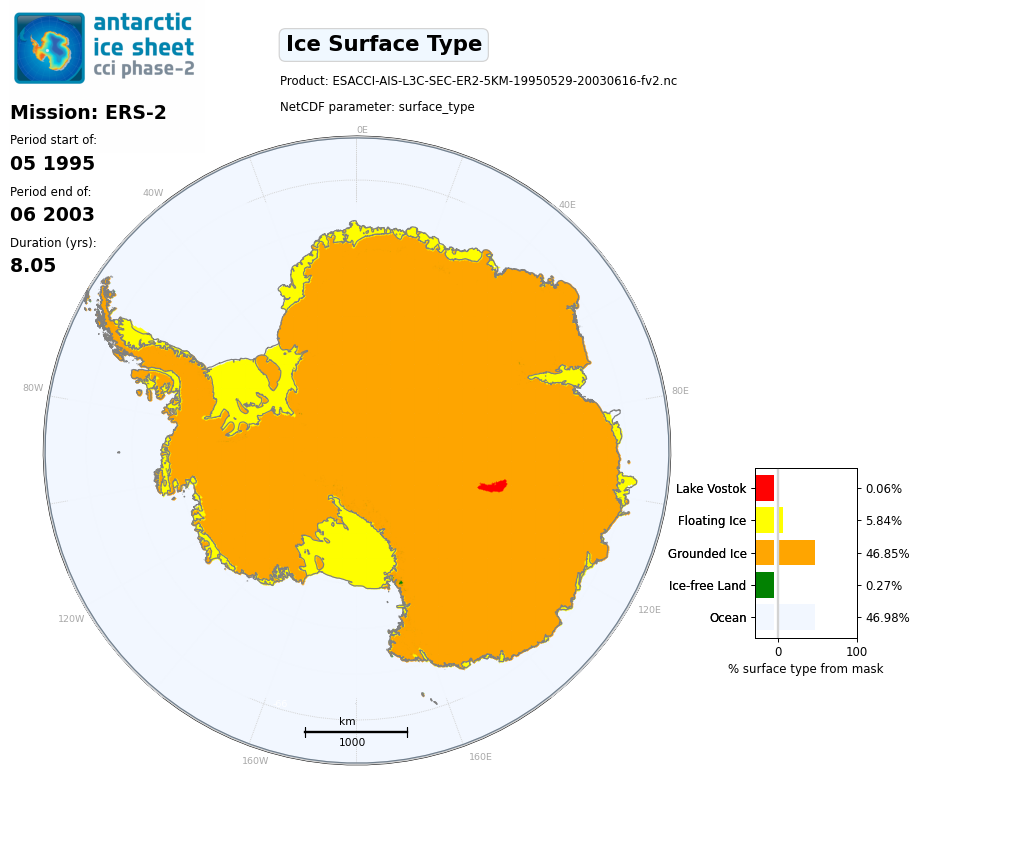 antarctic
ice sheet
cci phase-2
Ice Surface Type
Product: ESACCI-AIS-L3C-SEC-ER2-5KM-19950529-20030616-fv2.nc
NetCDF parameter: surface_type
Mission: ERS-2
Period start of:
05 1995
Period end of:
06 2003
Duration (yrs):
8.05
0E
40W
40E
80W
80E
120W
120E
160W
160E
km
1000
Lake Vostok 0.06%
Floating Ice 5.84%
Grounded Ice 46.85%
Ice-free Land 0.27%
Ocean 46.98%
0 100
% surface type from mask